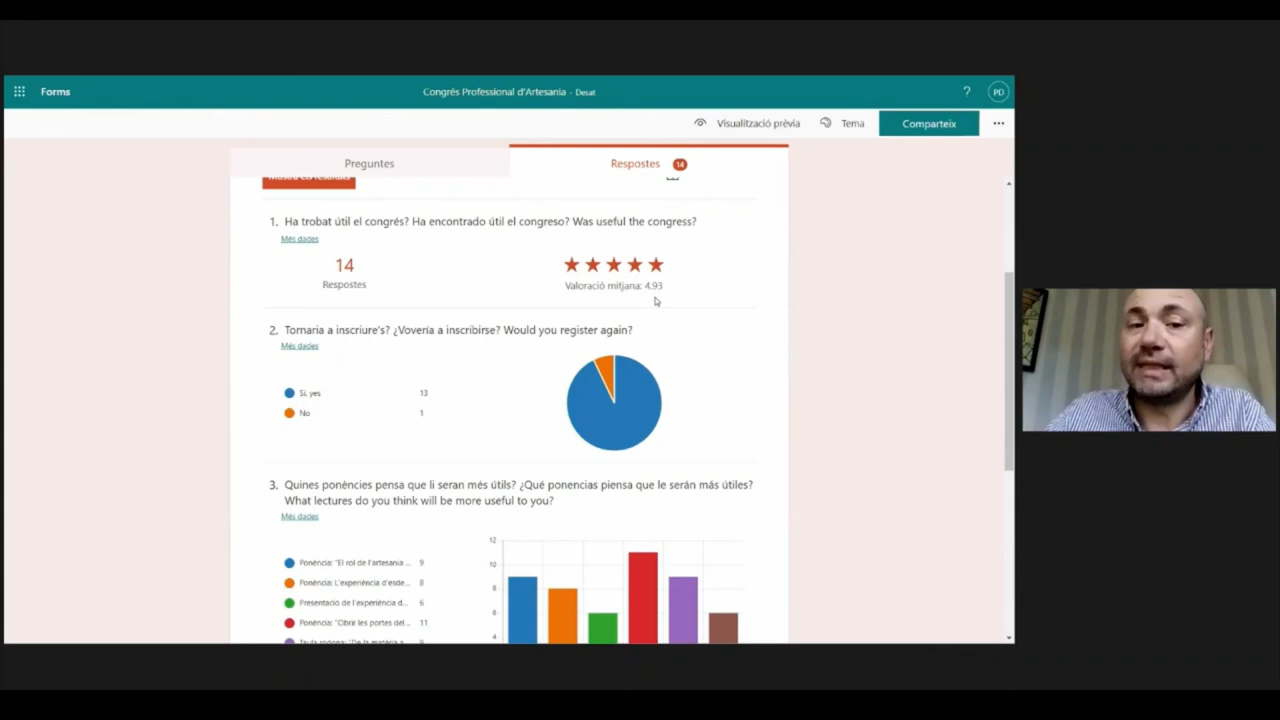 Forms
Congrés Professional d'Artesania - Desat
?
PD
Visualització prèvia
Tema
Comparteix
Preguntes
Respostes 14
1. Ha trobat útil el congrés? Ha encontrado útil el congreso? Was useful the congress?
Més dades
14
Respostes
Valoració mitjana: 4.93
2. Tornaria a inscriure's? ¿Vovería a inscribirse? Would you register again?
Més dades
Sí, yes 13
No 1
3. Quines ponències pensa que li seran més útils? ¿Qué ponencias piensa que le serán más útiles?
What lectures do you think will be more useful to you?
Més dades
Ponència: "El rol de l'artesania ... 9
Ponència: L'experiència d'esde... 8
Presentació de l'experiència d... 6
Ponència: "Obrir les portes del... 11
12
10
8
6
4